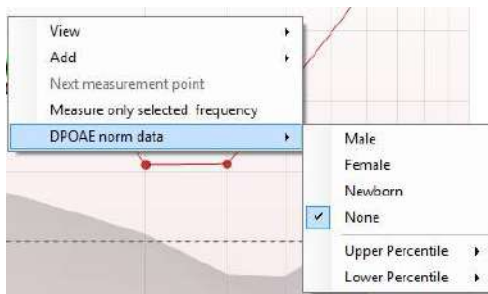 View
Add
Next measurement point
Measure only selected frequency
DPOAE norm data
Male
Female
Newborn
None
Upper Percentile
Lower Percentile